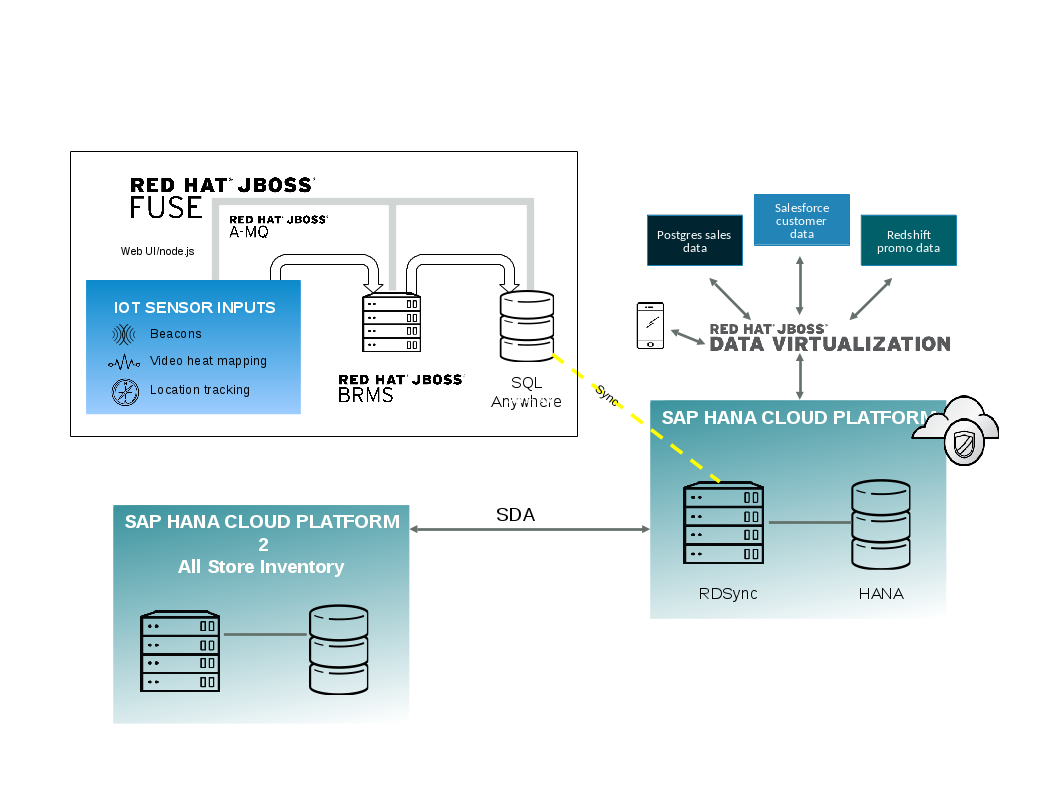 RED HAT® JBOSS®
FUSE
RED HAT® JBOSS®
A-MQ
Web UI/node.js
IOT SENSOR INPUTS
Beacons
Video heat mapping
Location tracking
RED HAT® JBOSS®
BRMS
SQL
Anywhere
Sync
Postgres sales
data
Salesforce
customer
data
Redshift
promo data
RED HAT® JBOSS®
DATA VIRTUALIZATION
SAP HANA CLOUD PLATFORM
RDSync
HANA
SDA
SAP HANA CLOUD PLATFORM
2
All Store Inventory